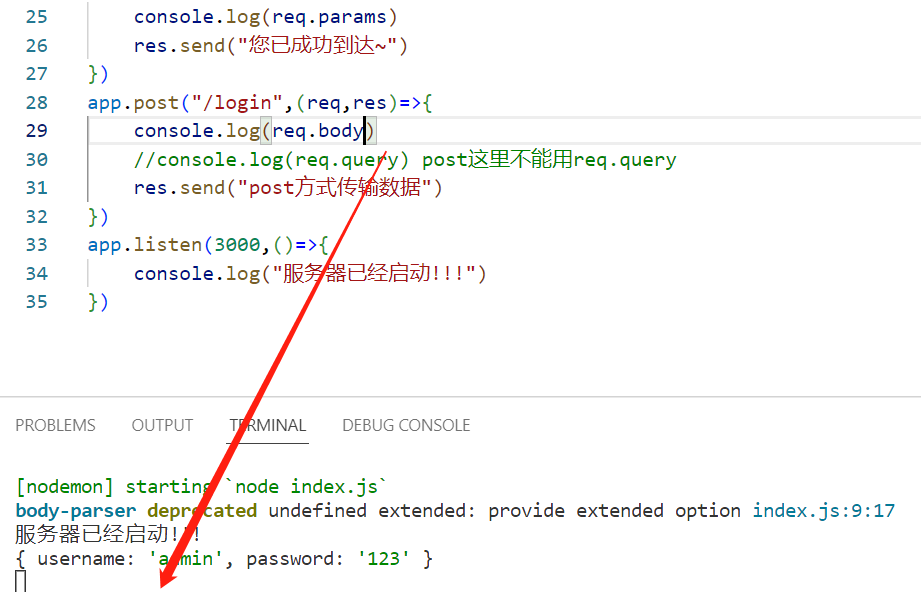 25 console.log(req.params)
26 res.send("您已成功到达~")
27 })
28 app.post("/login",(req,res)=>{
29 console.log(req.body)
30 //console.log(req.query) post这里不能用req.query
31 res.send("post方式传输数据")
32 })
33 app.listen(3000,()=>{
34 console.log("服务器已经启动!!!")
35 })
PROBLEMS OUTPUT TERMINAL DEBUG CONSOLE
[nodemon] starting `node index.js`
body-parser deprecated undefined extended: provide extended option index.js:9:17
服务器已经启动!!!
{ username: 'admin', password: '123' }